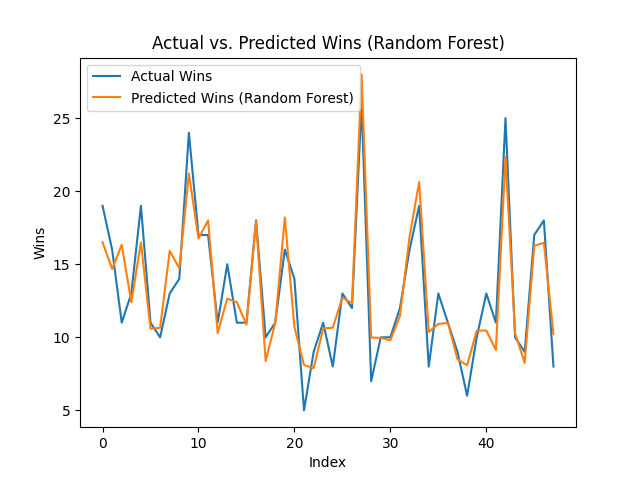 Actual vs. Predicted Wins (Random Forest)
Actual Wins
Predicted Wins (Random Forest)
Wins
25
20
15
10
5
0
10
20
30
40
Index